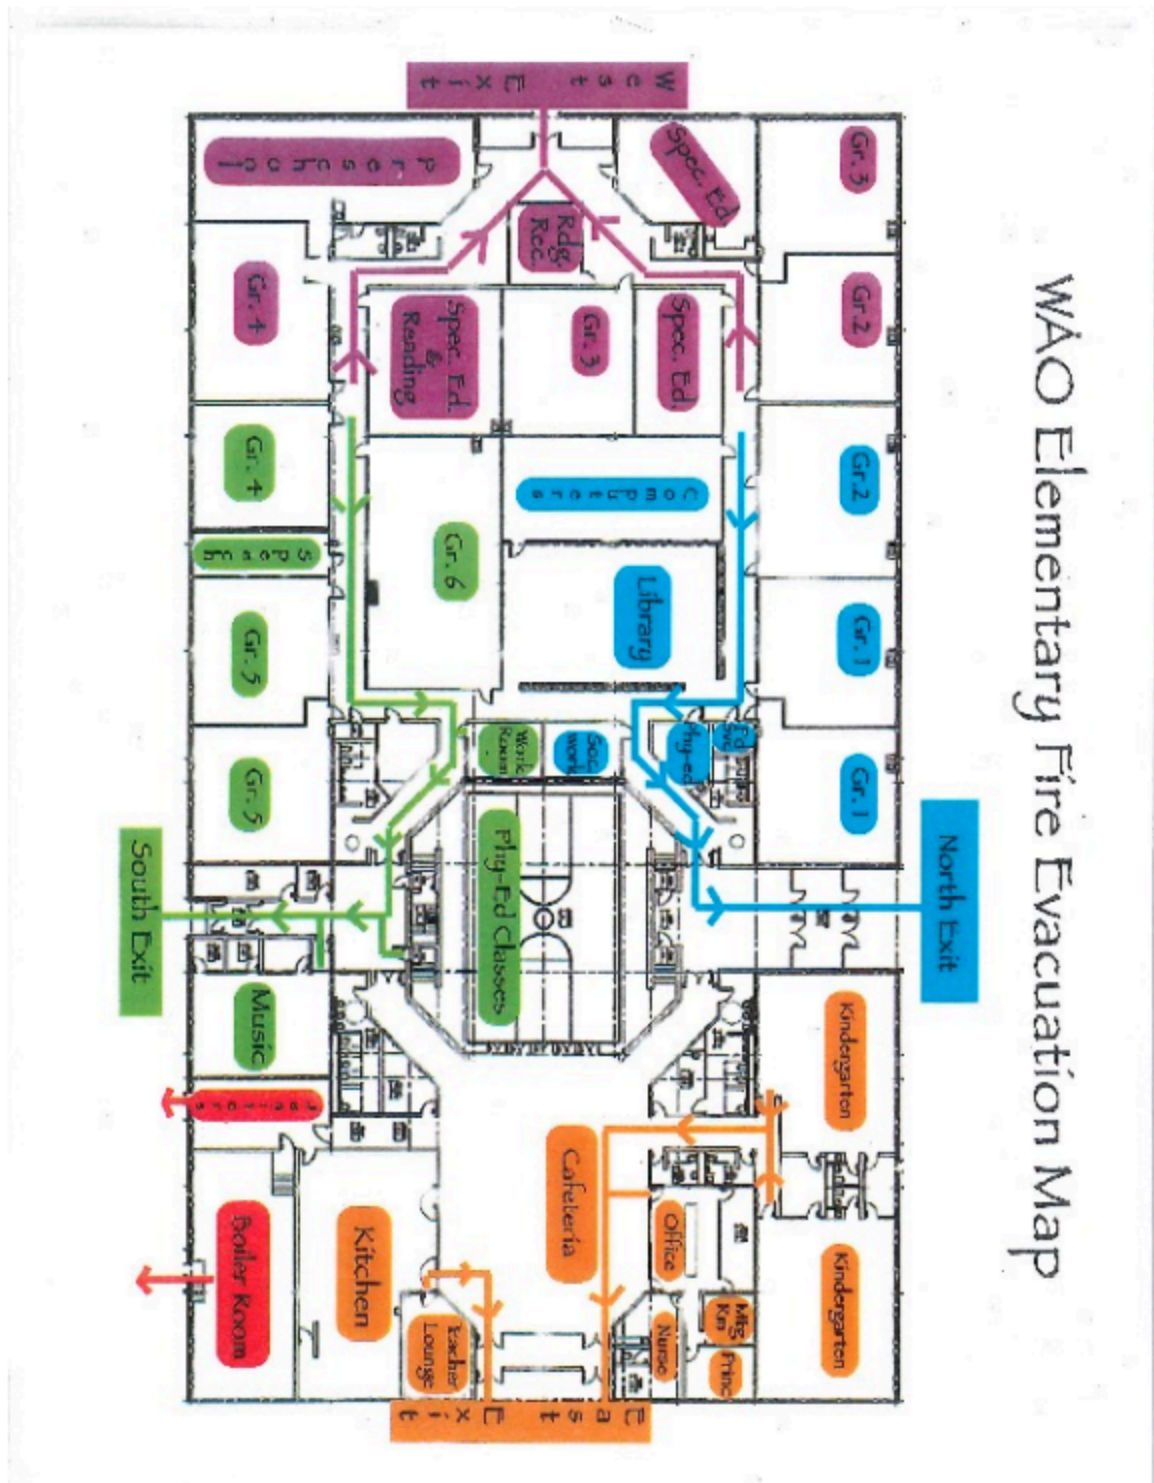 WAO Elementary Fire Evacuation Map
North Exit
Gr. 3
Gr.2
Gr.2
Gr.1
Gr.1
Kindergarten
Kindergarten
Spec. Ed
Spec. Ed.
Phy-ed
Office
Mtg
Rm
Princ
Nurse
West Exit
Rdg.
Rec.
Gr. 3
Computers
Library
Soc.
work
Work
Room
Phy-Ed Classes
Cafeteria
East Exit
Spec. Ed.
&
Reading
Gr. 6
Kitchen
Teacher
Lounge
Preschool
Gr. 4
Gr. 4
Speech
Gr. 5
Gr. 5
Music
Janitors
Boiler Room
South Exit